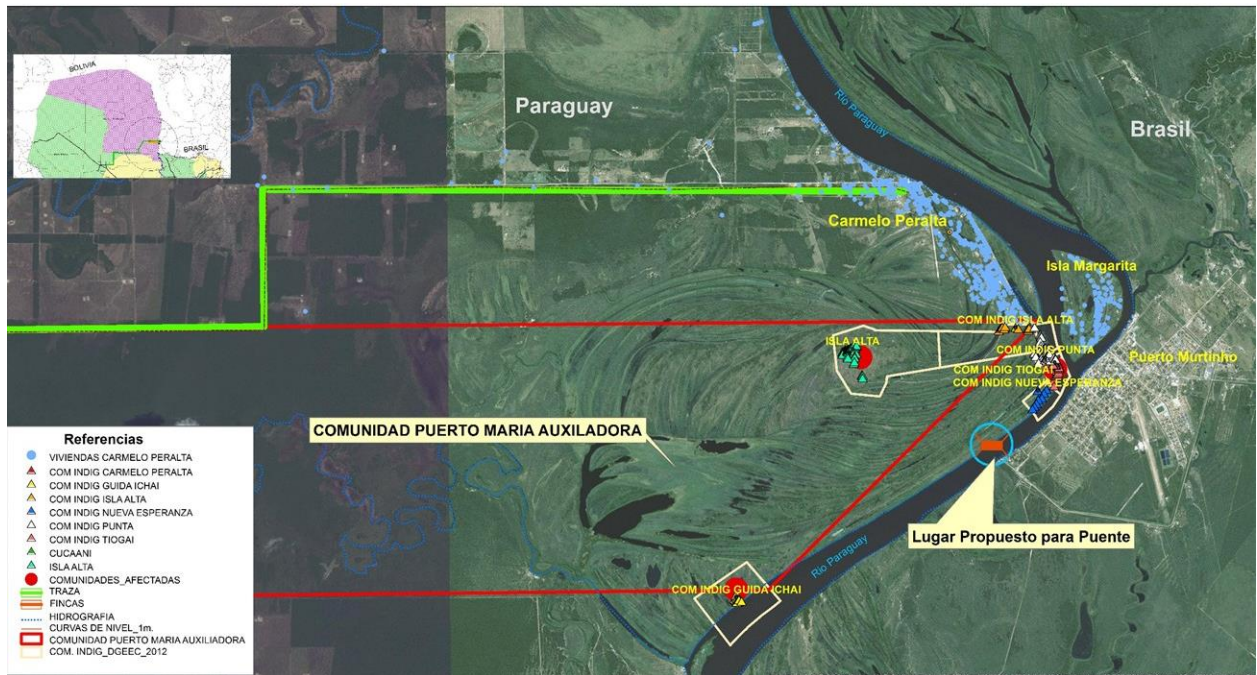 BOLIVIA
BRASIL
Paraguay
Río Paraguay
Brasil
Carmelo Peralta
Isla Margarita
COM INDIG ISLA ALTA
ISLA ALTA
COM INDIG PUNTA
Puerto Murtinho
COM INDIG TIOGAI
COM INDIG NUEVA ESPERANZA
COMUNIDAD PUERTO MARIA AUXILADORA
Lugar Propuesto para Puente
Río Paraguay
COM INDIG GUIDA ICHAI
Referencias
VIVIENDAS CARMELO PERALTA
COM INDIG CARMELO PERALTA
COM INDIG GUIDA ICHAI
COM INDIG ISLA ALTA
COM INDIG NUEVA ESPERANZA
COM INDIG PUNTA
COM INDIG TIOGAI
CUCAANI
ISLA ALTA
COMUNIDADES_AFECTADAS
TRAZA
FINCAS
HIDROGRAFIA
CURVAS DE NIVEL_1m.
COMUNIDAD PUERTO MARIA AUXILIADORA
COM. INDIG_DGEEC_2012